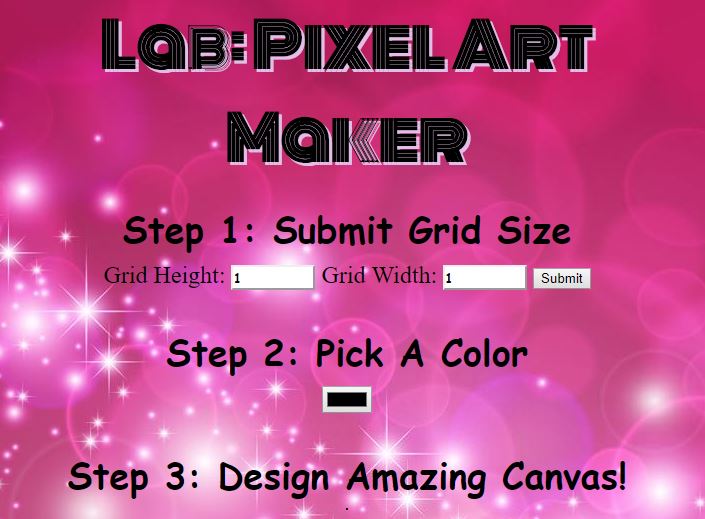 Lab: Pixel Art
Maker
Step 1: Submit Grid Size
Grid Height: 1 Grid Width: 1 Submit
Step 2: Pick A Color
Step 3: Design Amazing Canvas!